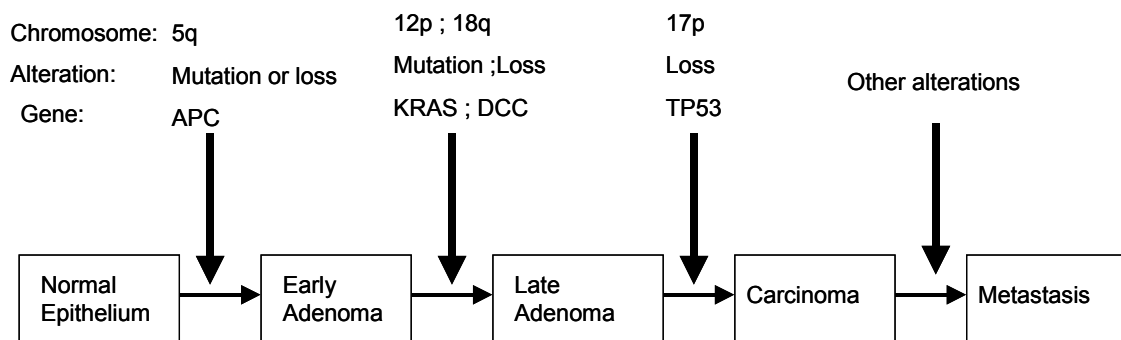 Chromosome: 5q
12p ; 18q
17p
Alteration: Mutation or loss
Mutation ;Loss
Loss
Gene: APC
KRAS ; DCC
TP53
Other alterations
Normal
Epithelium
Early
Adenoma
Late
Adenoma
Carcinoma
Metastasis